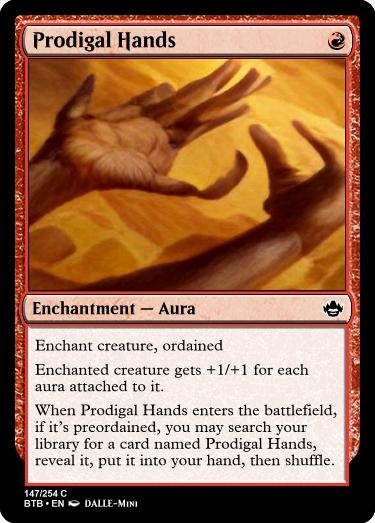 Prodigal Hands
Enchantment — Aura
Enchant creature, ordained
Enchanted creature gets +1/+1 for each
aura attached to it.
When Prodigal Hands enters the battlefield,
if it's preordained, you may search your
library for a card named Prodigal Hands,
reveal it, put it into your hand, then shuffle.
147/254 C
BTB • EN DALLE-Mini